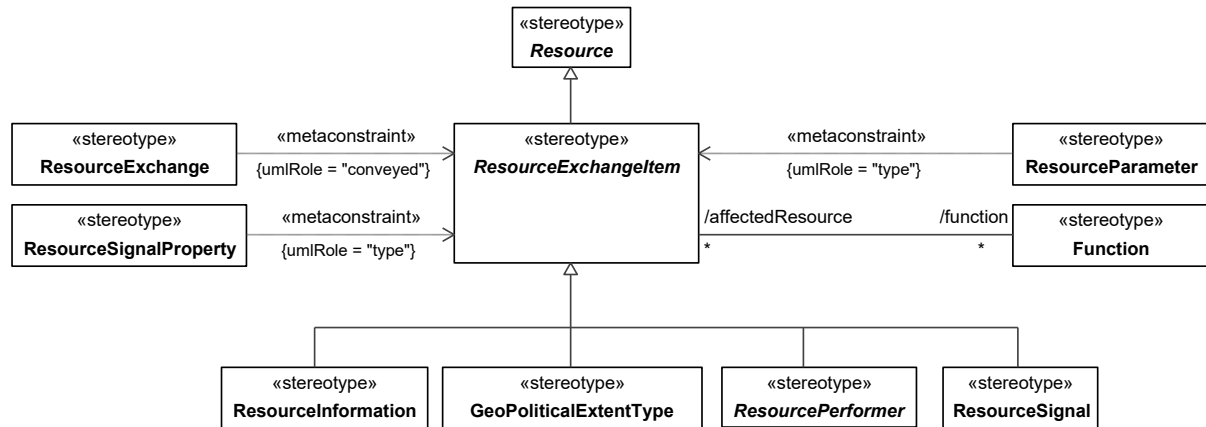 «stereotype»
Resource
«stereotype»
ResourceExchange
«metaconstraint»
{umlRole = "conveyed"}
«stereotype»
ResourceExchangeItem
«metaconstraint»
{umlRole = "type"}
«stereotype»
ResourceParameter
«stereotype»
ResourceSignalProperty
«metaconstraint»
{umlRole = "type"}
/affectedResource
*
/function
*
«stereotype»
Function
«stereotype»
ResourceInformation
«stereotype»
GeoPoliticalExtentType
«stereotype»
ResourcePerformer
«stereotype»
ResourceSignal